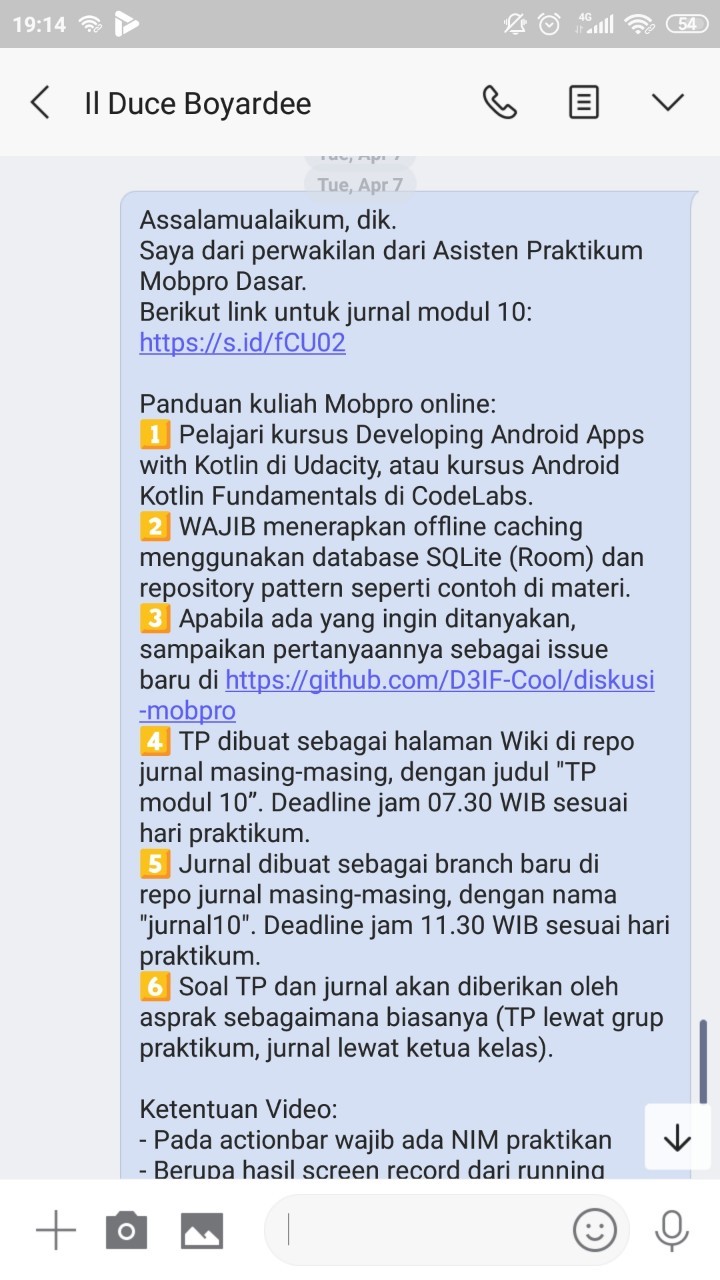 19:14
4G
54
Il Duce Boyardee
Tue, Apr 7
Tue, Apr 7
Assalamualaikum, dik.
Saya dari perwakilan dari Asisten Praktikum
Mobpro Dasar.
Berikut link untuk jurnal modul 10:
https://s.id/fCU02
Panduan kuliah Mobpro online:
1 Pelajari kursus Developing Android Apps
with Kotlin di Udacity, atau kursus Android
Kotlin Fundamentals di CodeLabs.
2 WAJIB menerapkan offline caching
menggunakan database SQLite (Room) dan
repository pattern seperti contoh di materi.
3 Apabila ada yang ingin ditanyakan,
sampaikan pertanyaannya sebagai issue
baru di https://github.com/D3IF-Cool/diskusi
-mobpro
4 TP dibuat sebagai halaman Wiki di repo
jurnal masing-masing, dengan judul "TP
modul 10”. Deadline jam 07.30 WIB sesuai
hari praktikum.
5 Jurnal dibuat sebagai branch baru di
repo jurnal masing-masing, dengan nama
"jurnal10". Deadline jam 11.30 WIB sesuai hari
praktikum.
6 Soal TP dan jurnal akan diberikan oleh
asprak sebagaimana biasanya (TP lewat grup
praktikum, jurnal lewat ketua kelas).
Ketentuan Video:
- Pada actionbar wajib ada NIM praktikan
- Berupa hasil screen record dari running